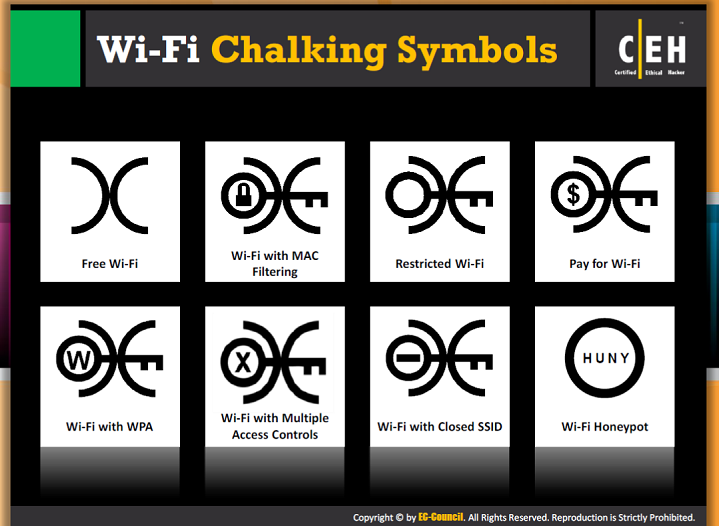 Wi-Fi Chalking Symbols
C|EH
Certified Ethical Hacker
Free Wi-Fi
Wi-Fi with MAC
Filtering
Restricted Wi-Fi
$
Pay for Wi-Fi
W
Wi-Fi with WPA
X
Wi-Fi with Multiple
Access Controls
Wi-Fi with Closed SSID
HUNY
Wi-Fi Honeypot
Copyright © by EC-Council. All Rights Reserved. Reproduction is Strictly Prohibited.